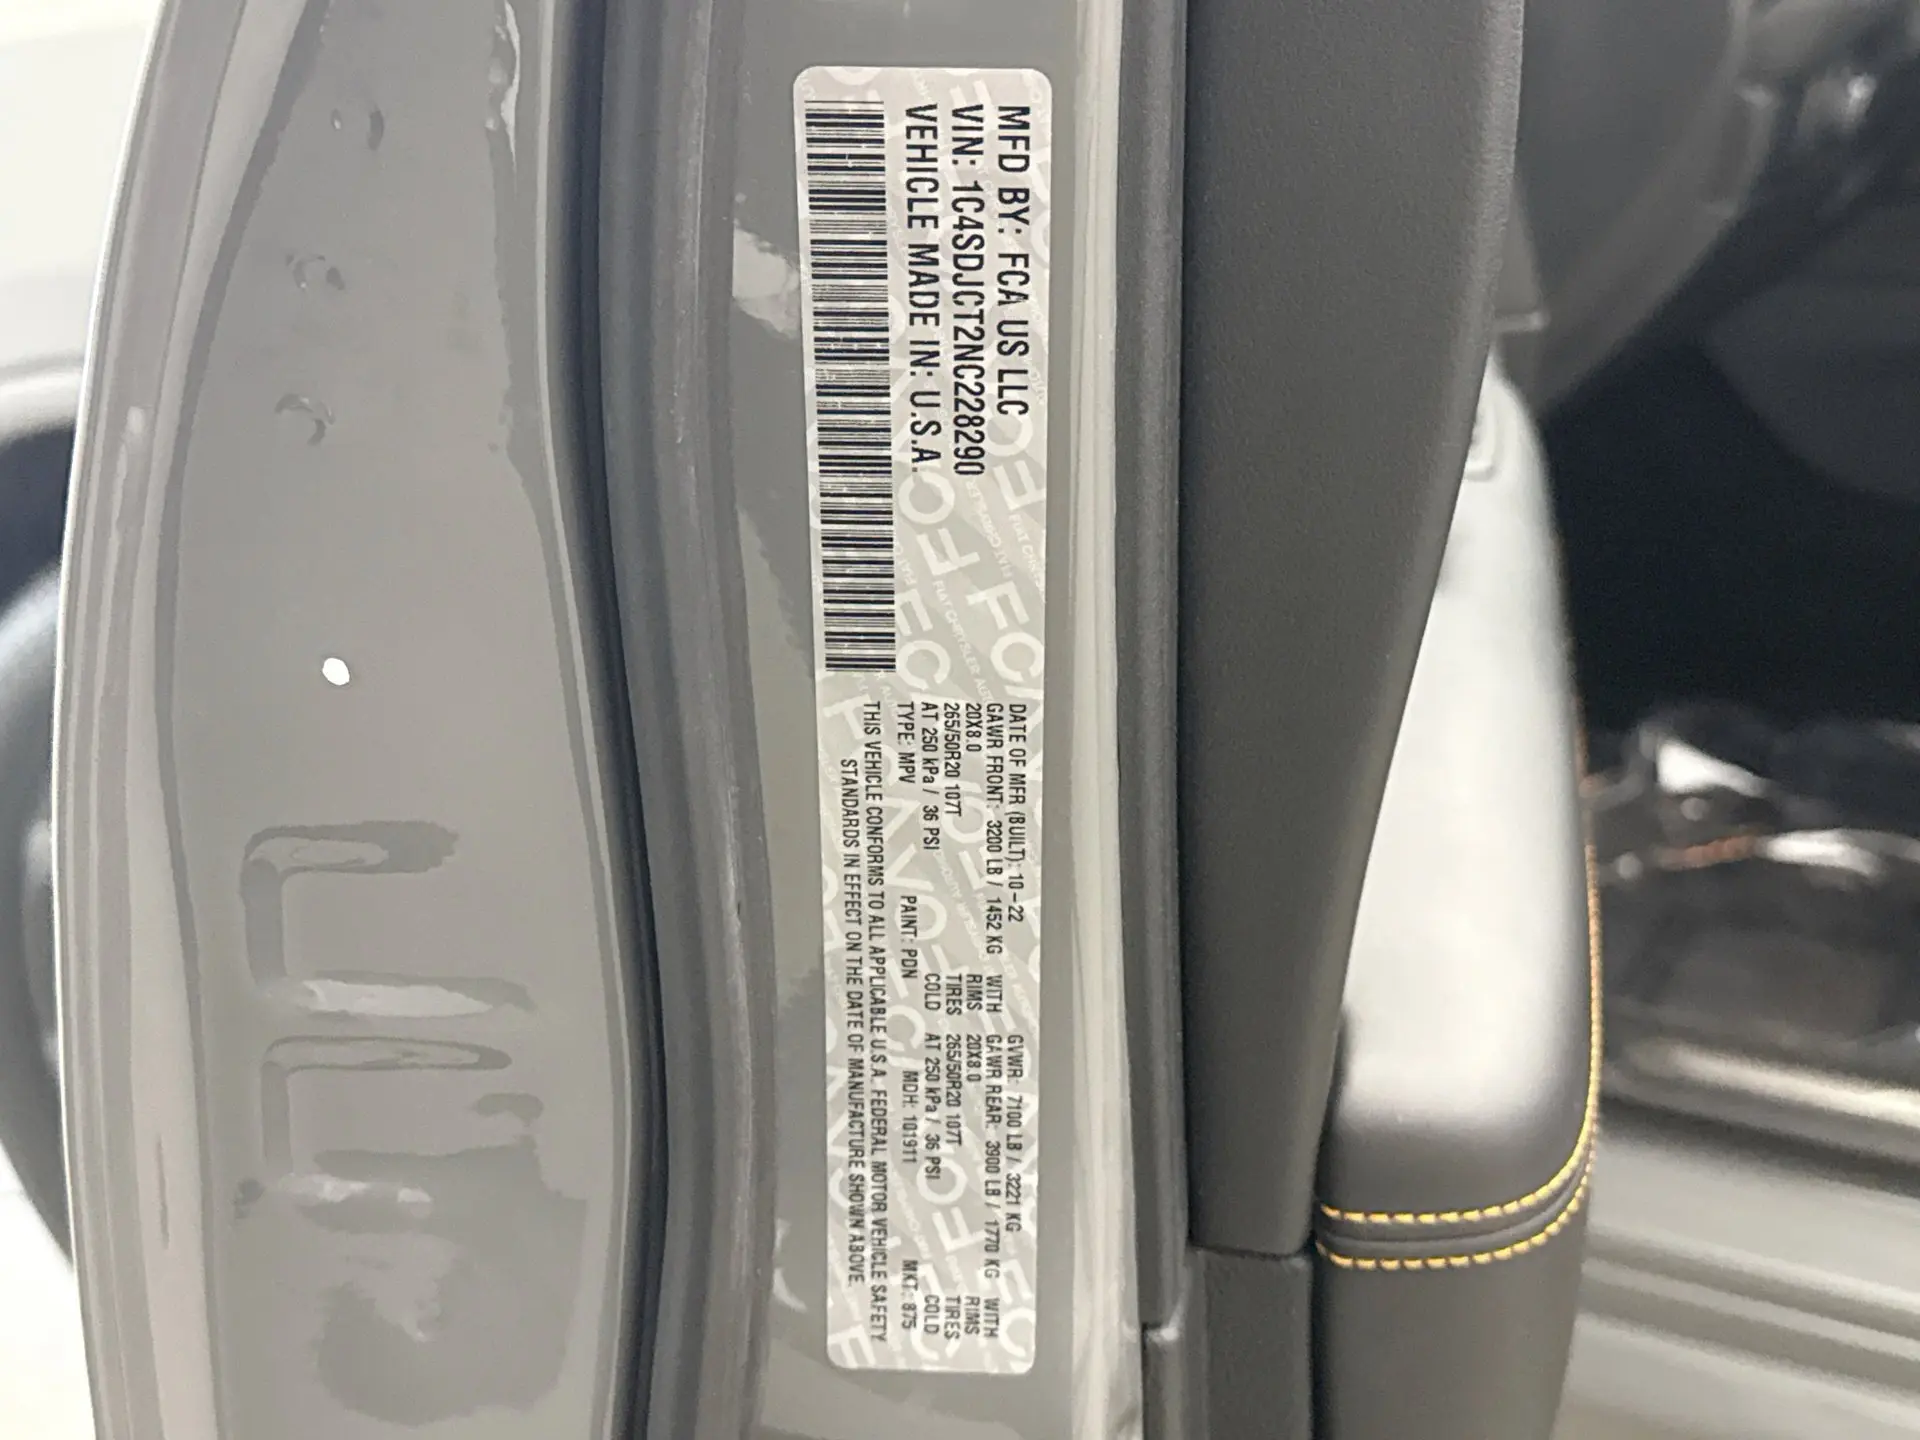 MFD BY: FCA US LLC
VIN: 1C4SDJCT2NC228290
VEHICLE MADE IN: U.S.A.
DATE OF MFR (BUILT): 10-22 GVWR: 7100 LB / 3221 KG
GAWR FRONT: 3200 LB / 1452 KG WITH GAWR REAR: 3900 LB / 1770 KG WITH
20X8.0 RIMS 20X8.0 RIMS
265/50R20 107T TIRES 265/50R20 107T TIRES
AT 250 kPa / 36 PSI COLD AT 250 kPa / 36 PSI COLD
TYPE: MPV PAINT: PDN MDH: 101911 MKT: 875
THIS VEHICLE CONFORMS TO ALL APPLICABLE U.S.A. FEDERAL MOTOR VEHICLE SAFETY
STANDARDS IN EFFECT ON THE DATE OF MANUFACTURE SHOWN ABOVE.